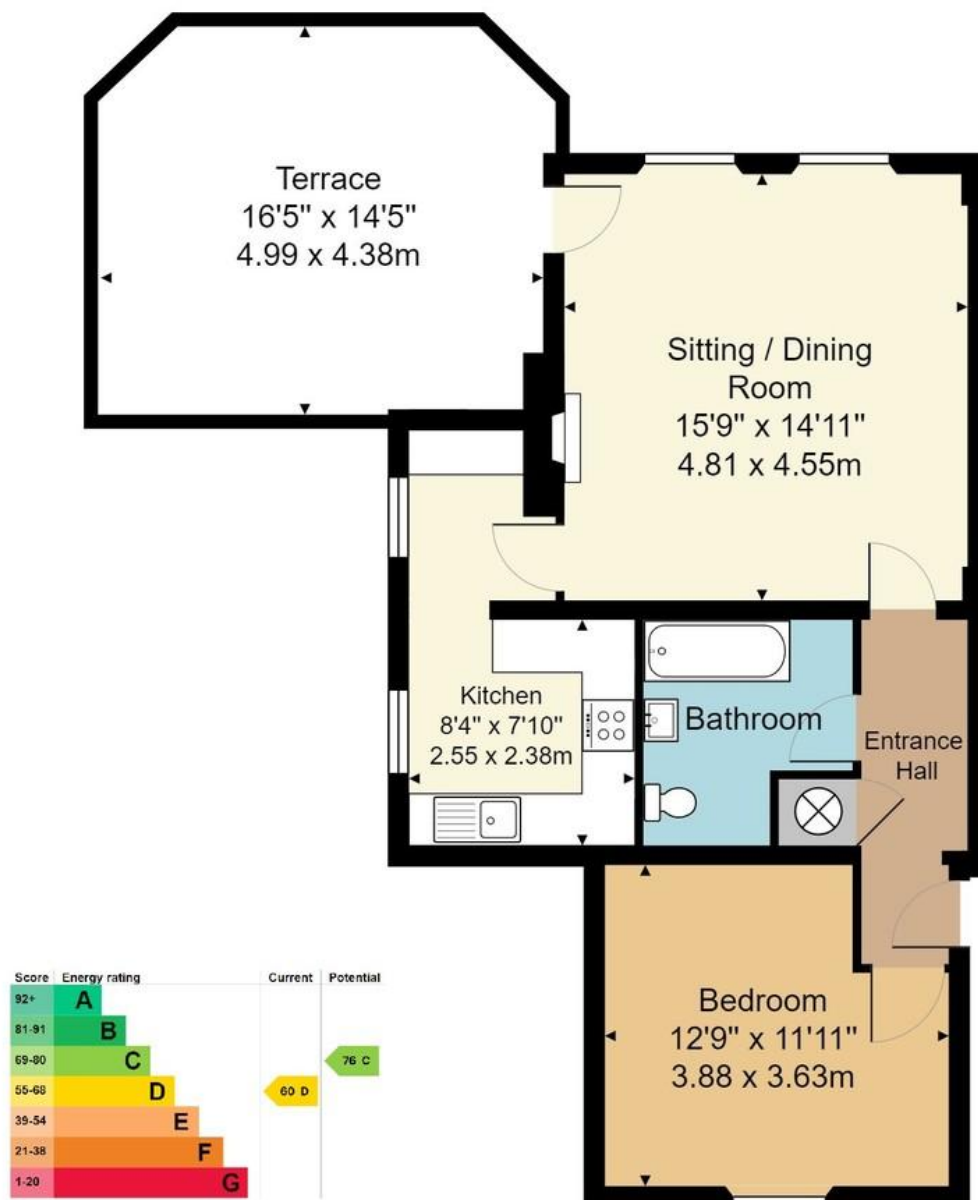 Terrace
16'5" x 14'5"
4.99 x 4.38m
Sitting / Dining
Room
15'9" x 14'11"
4.81 x 4.55m
Kitchen
8'4" x 7'10"
2.55 x 2.38m
Bathroom
Entrance
Hall
Bedroom
12'9" x 11'11"
3.88 x 3.63m
Score Energy rating Current Potential
92+ A
81-91 B
69-80 C 76 C
55-68 D 60 D
39-54 E
21-38 F
1-20 G